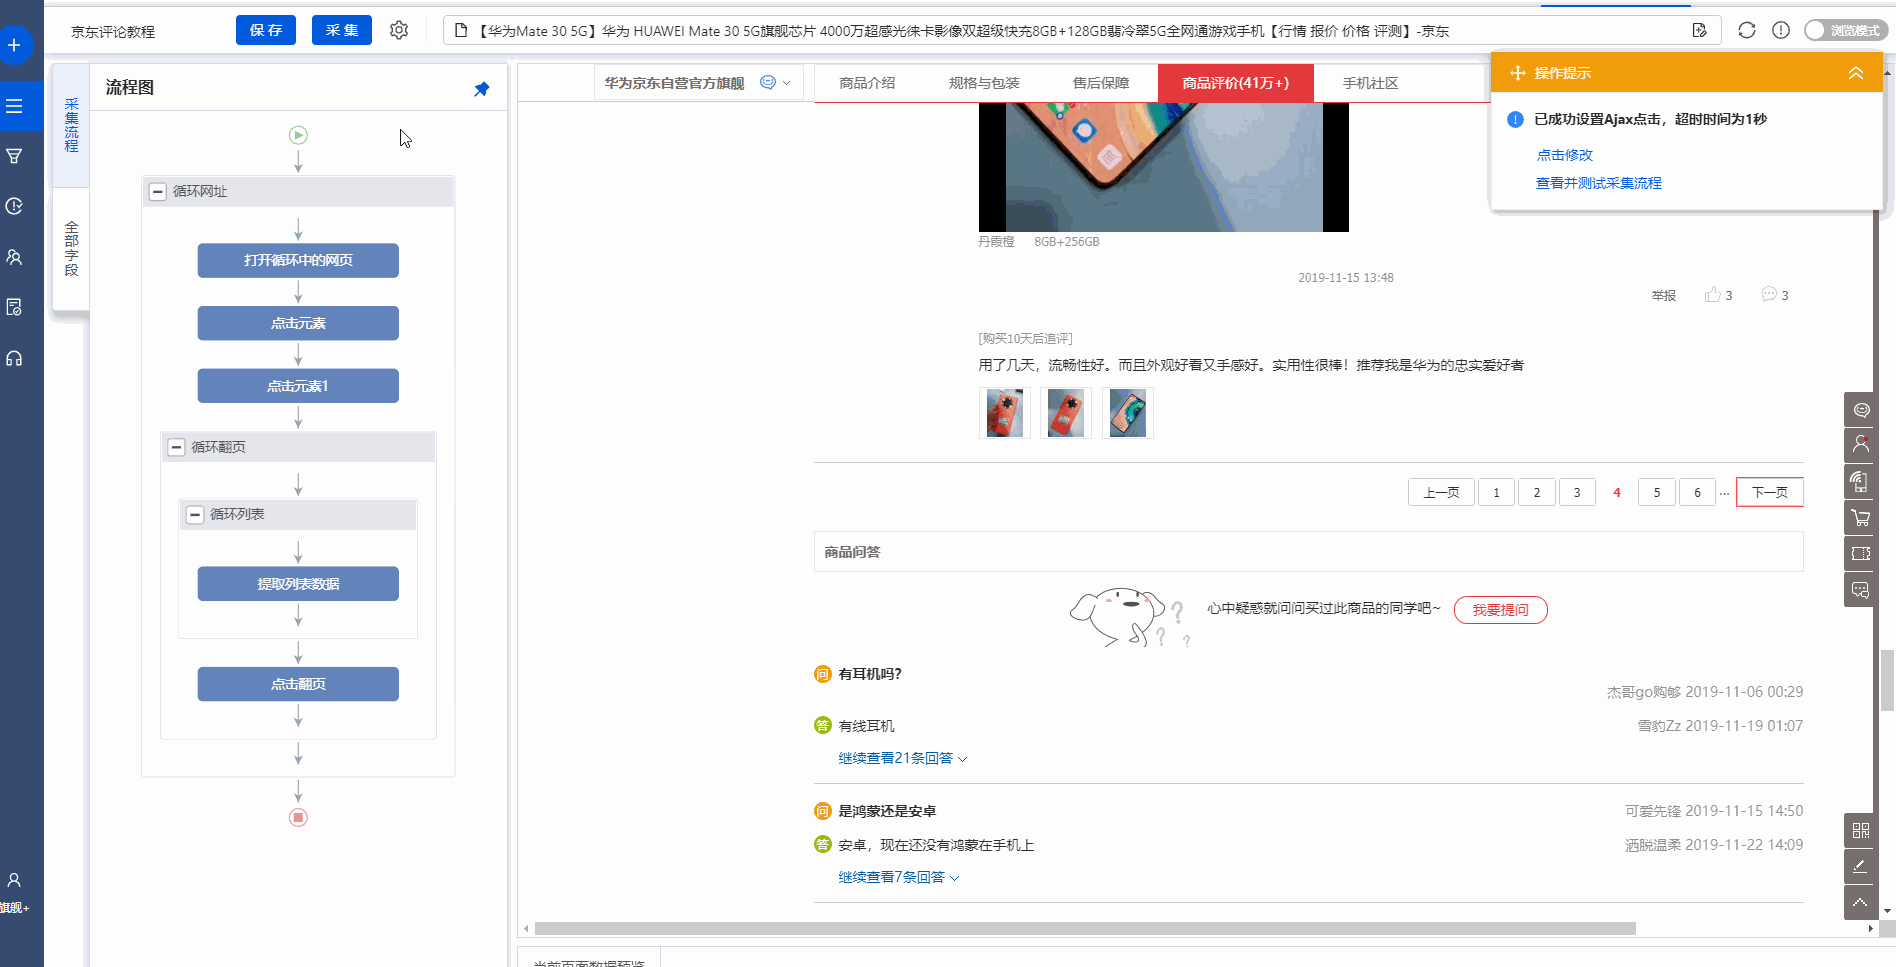 京东评论教程
保存
采集
【华为Mate 30 5G】华为 HUAWEI Mate 30 5G旗舰芯片 4000万超感光徕卡影像双超级快充8GB+128GB翡冷翠5G全网通游戏手机【行情 报价 价格 评测】-京东
浏览模式
采集流程
全部字段
旗舰+
流程图
循环网址
打开循环中的网页
点击元素
点击元素1
循环翻页
循环列表
提取列表数据
点击翻页
华为京东自营官方旗舰
商品介绍
规格与包装
售后保障
商品评价(41万+)
手机社区
操作提示
已成功设置Ajax点击，超时时间为1秒
点击修改
查看并测试采集流程
丹霞橙 8GB+256GB
2019-11-15 13:48
举报 3 3
[购买10天后追评]
用了几天，流畅性好。而且外观好看又手感好。实用性很棒！推荐我是华为的忠实爱好者
上一页 1 2 3 4 5 6 ... 下一页
商品问答
心中疑惑就问问买过此商品的同学吧~ 我要提问
问 有耳机吗?
杰哥go购够 2019-11-06 00:29
答 有线耳机 雪豹Zz 2019-11-19 01:07
继续查看21条回答
问 是鸿蒙还是安卓 可爱先锋 2019-11-15 14:50
答 安卓，现在还没有鸿蒙在手机上 洒脱温柔 2019-11-22 14:09
继续查看7条回答
当前页面数据预览